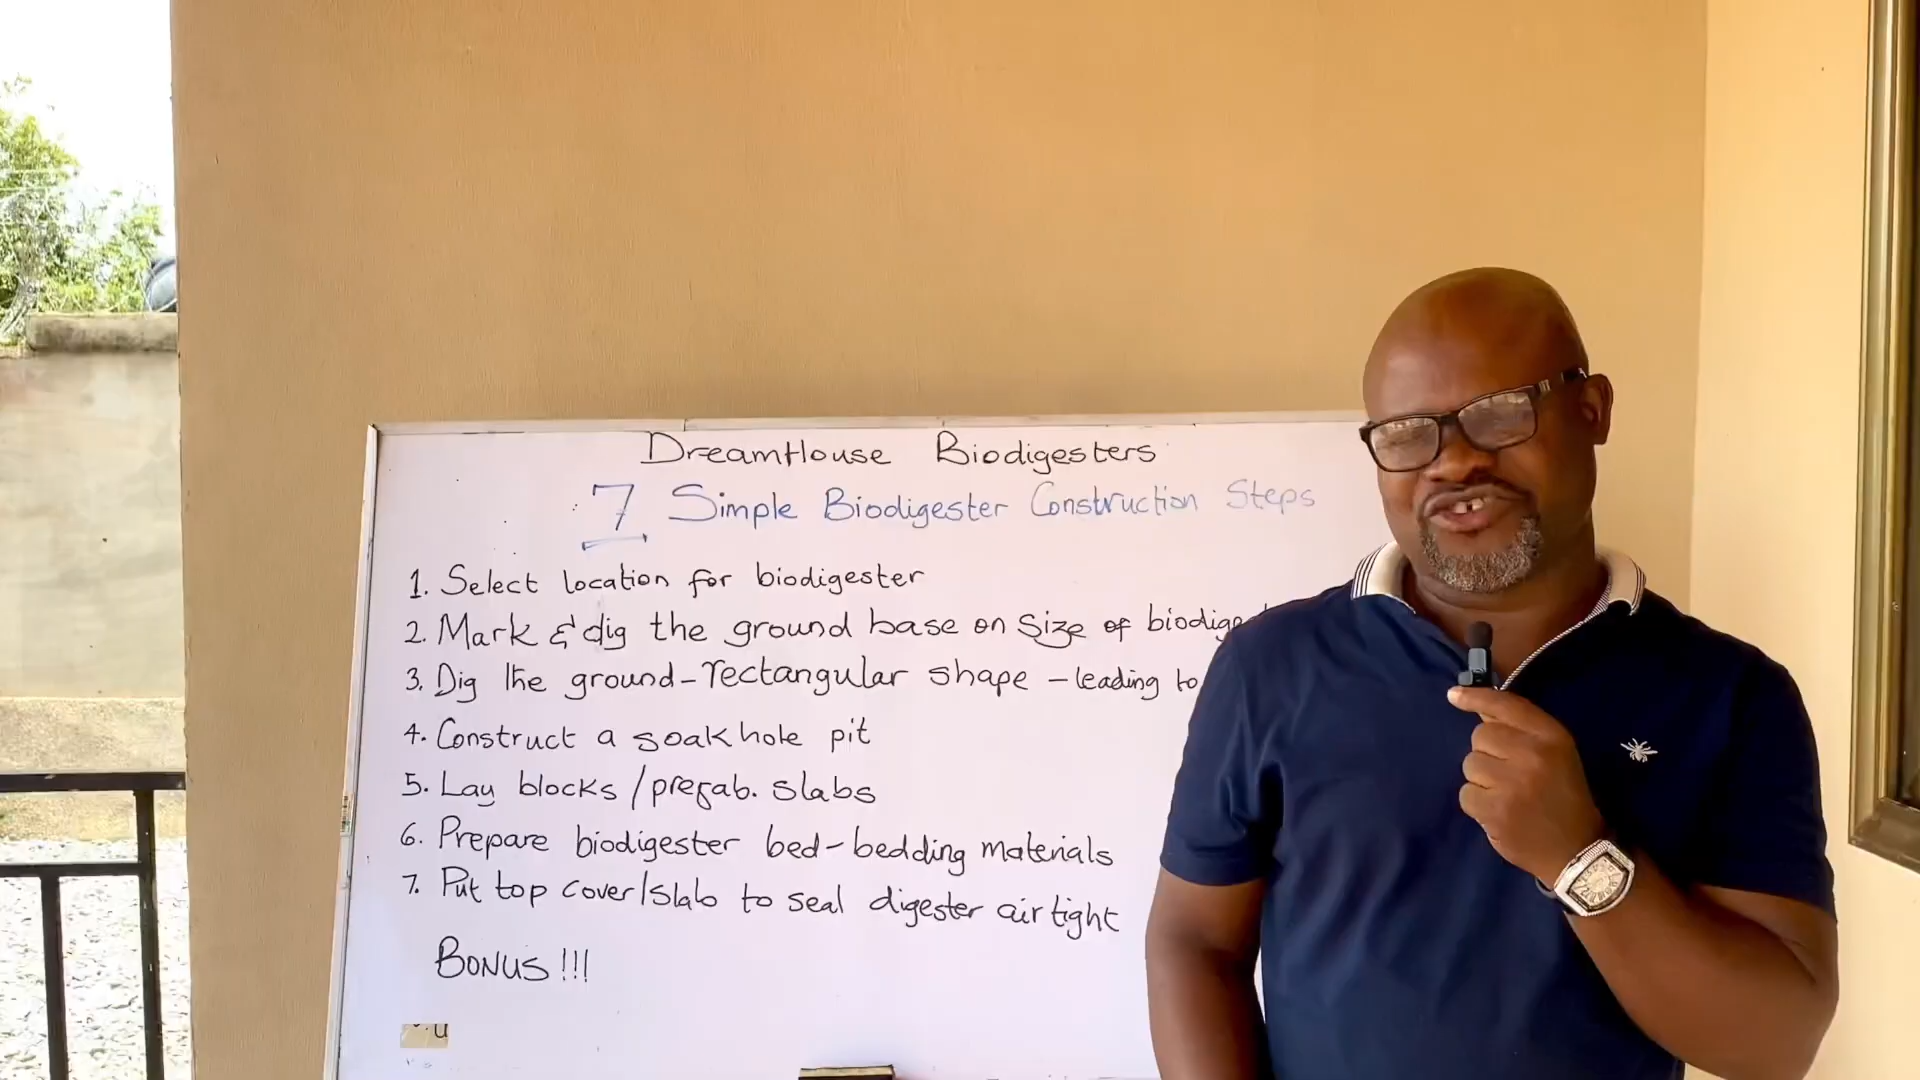 DreamHouse Biodigesters
7 Simple Biodigester Construction Steps
1. Select location for biodigester
2. Mark & dig the ground base on size of biodige
3. Dig the ground - rectangular shape - leading to
4. Construct a soakhole pit
5. Lay blocks / prefab. slabs
6. Prepare biodigester bed - bedding materials
7. Put top cover/slab to seal digester air tight
BONUS !!!